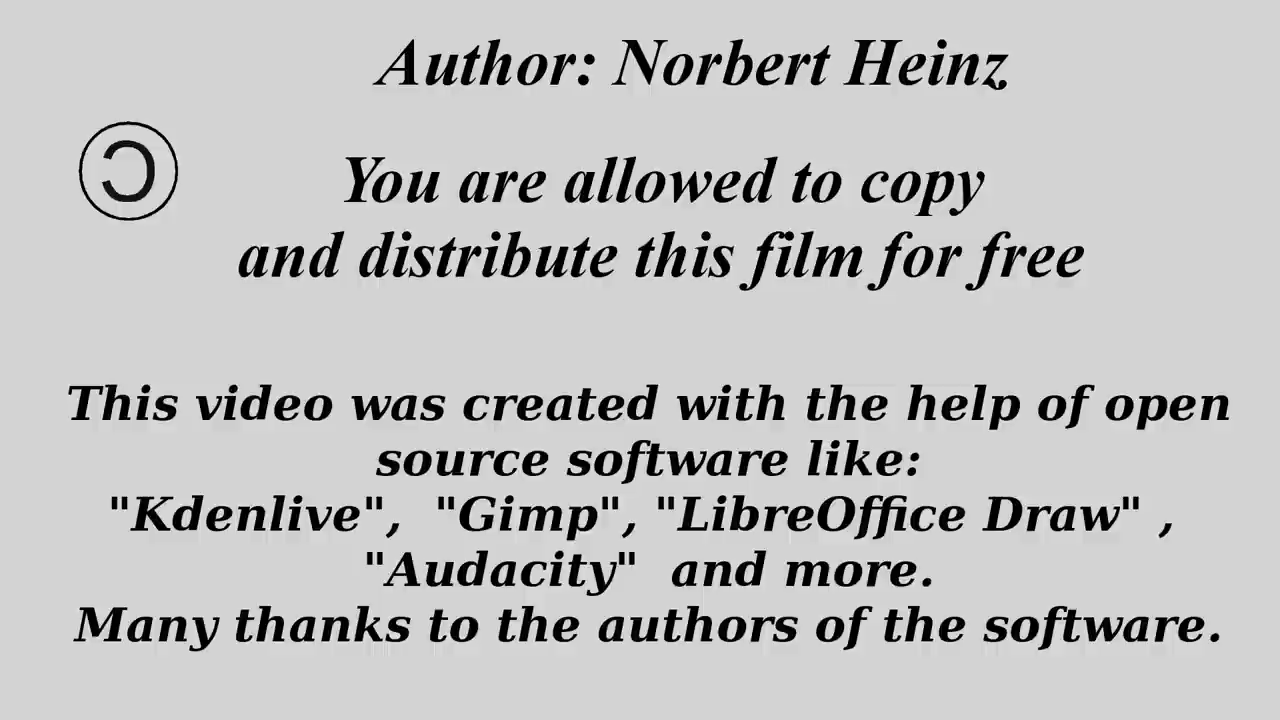 Author: Norbert Heinz
Ɔ
You are allowed to copy
and distribute this film for free
This video was created with the help of open
source software like:
"Kdenlive", "Gimp", "LibreOffice Draw" ,
"Audacity" and more.
Many thanks to the authors of the software.